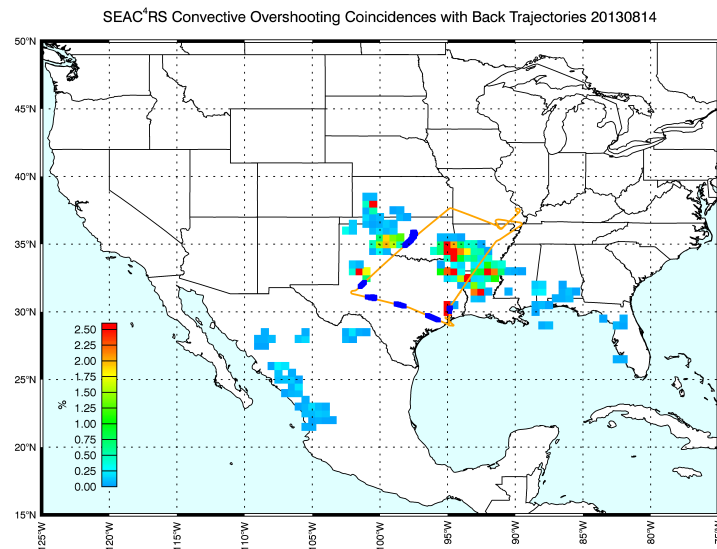 SEAC⁴RS Convective Overshooting Coincidences with Back Trajectories 20130814
50°N
45°N
40°N
35°N
30°N
25°N
20°N
15°N
2.50
2.25
2.00
1.75
1.50
1.25
1.00
0.75
0.50
0.25
0.00
%
125°W
120°W
115°W
110°W
105°W
100°W
95°W
90°W
85°W
80°W